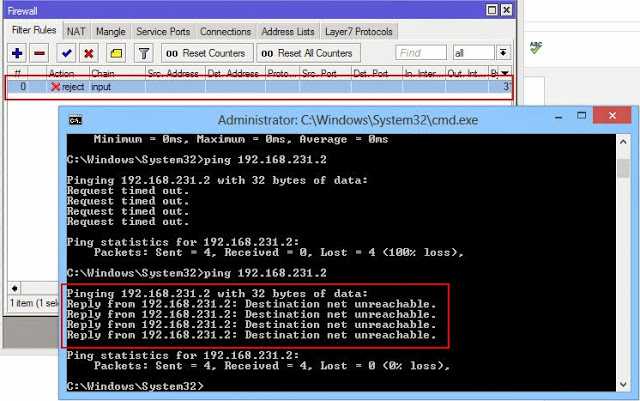 Firewall
Filter Rules NAT Mangle Service Ports Connections Address Lists Layer7 Protocols
00 Reset Counters 00 Reset All Counters Find all
ABC
# Action Chain Src. Address Dst. Address Proto... Src. Port Dst. Port In. Inter... Out. Int... By
0 reject input 3
Administrator: C:\Windows\System32\cmd.exe
C:\.
Minimum = 0ms, Maximum = 0ms, Average = 0ms
C:\Windows\System32>ping 192.168.231.2
Pinging 192.168.231.2 with 32 bytes of data:
Request timed out.
Request timed out.
Request timed out.
Request timed out.
Ping statistics for 192.168.231.2:
Packets: Sent = 4, Received = 0, Lost = 4 (100% loss),
C:\Windows\System32>ping 192.168.231.2
Pinging 192.168.231.2 with 32 bytes of data:
Reply from 192.168.231.2: Destination net unreachable.
Reply from 192.168.231.2: Destination net unreachable.
Reply from 192.168.231.2: Destination net unreachable.
Reply from 192.168.231.2: Destination net unreachable.
Ping statistics for 192.168.231.2:
Packets: Sent = 4, Received = 4, Lost = 0 (0% loss),
C:\Windows\System32>
1 item (1 sele